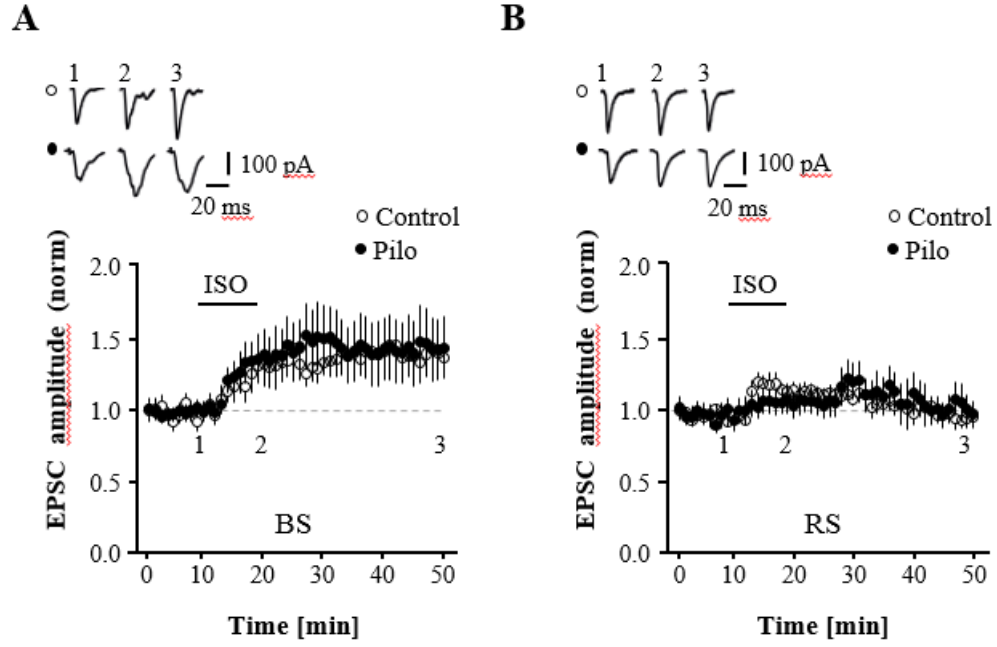 A
1 2 3
100 pA
20 ms
Control
Pilo
EPSC amplitude (norm)
2.0
1.5
1.0
0.5
0.0
ISO
1 2 3
BS
0 10 20 30 40 50
Time [min]
B
1 2 3
100 pA
20 ms
Control
Pilo
EPSC amplitude (norm)
2.0
1.5
1.0
0.5
0.0
ISO
1 2 3
RS
0 10 20 30 40 50
Time [min]